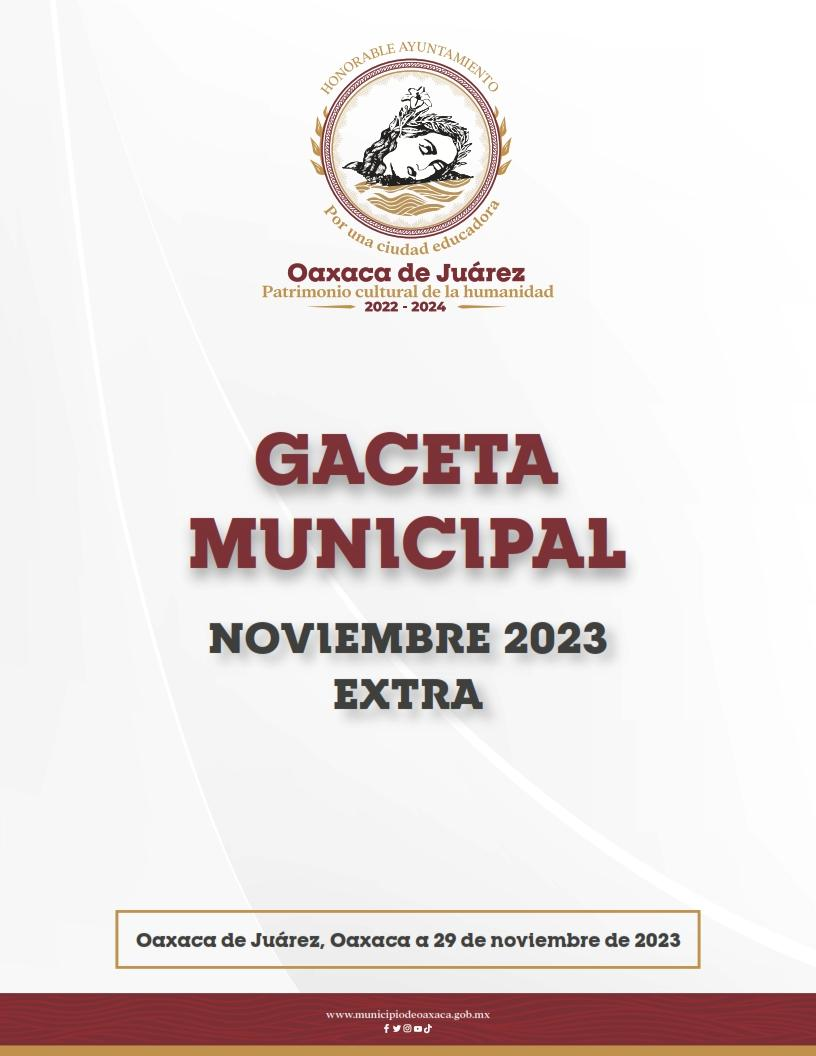 HONORABLE AYUNTAMIENTO
Por una ciudad educadora
Oaxaca de Juárez
Patrimonio cultural de la humanidad
2022 - 2024
GACETA
MUNICIPAL
NOVIEMBRE 2023
EXTRA
Oaxaca de Juárez, Oaxaca a 29 de noviembre de 2023
www.municipiodeoaxaca.gob.mx